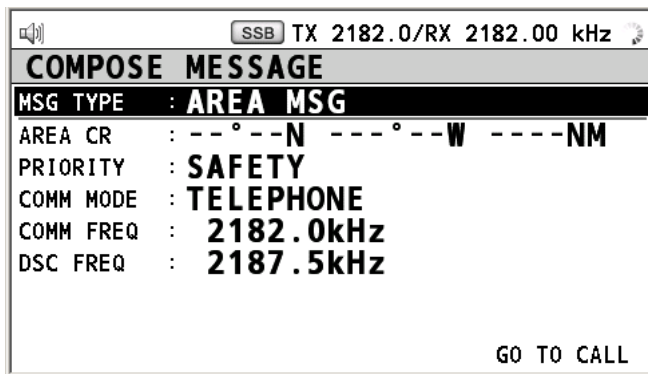 SSB TX 2182.0/RX 2182.00 kHz
COMPOSE MESSAGE
MSG TYPE : AREA MSG
AREA CR : --°--N ---°--W ----NM
PRIORITY : SAFETY
COMM MODE : TELEPHONE
COMM FREQ : 2182.0kHz
DSC FREQ : 2187.5kHz
GO TO CALL